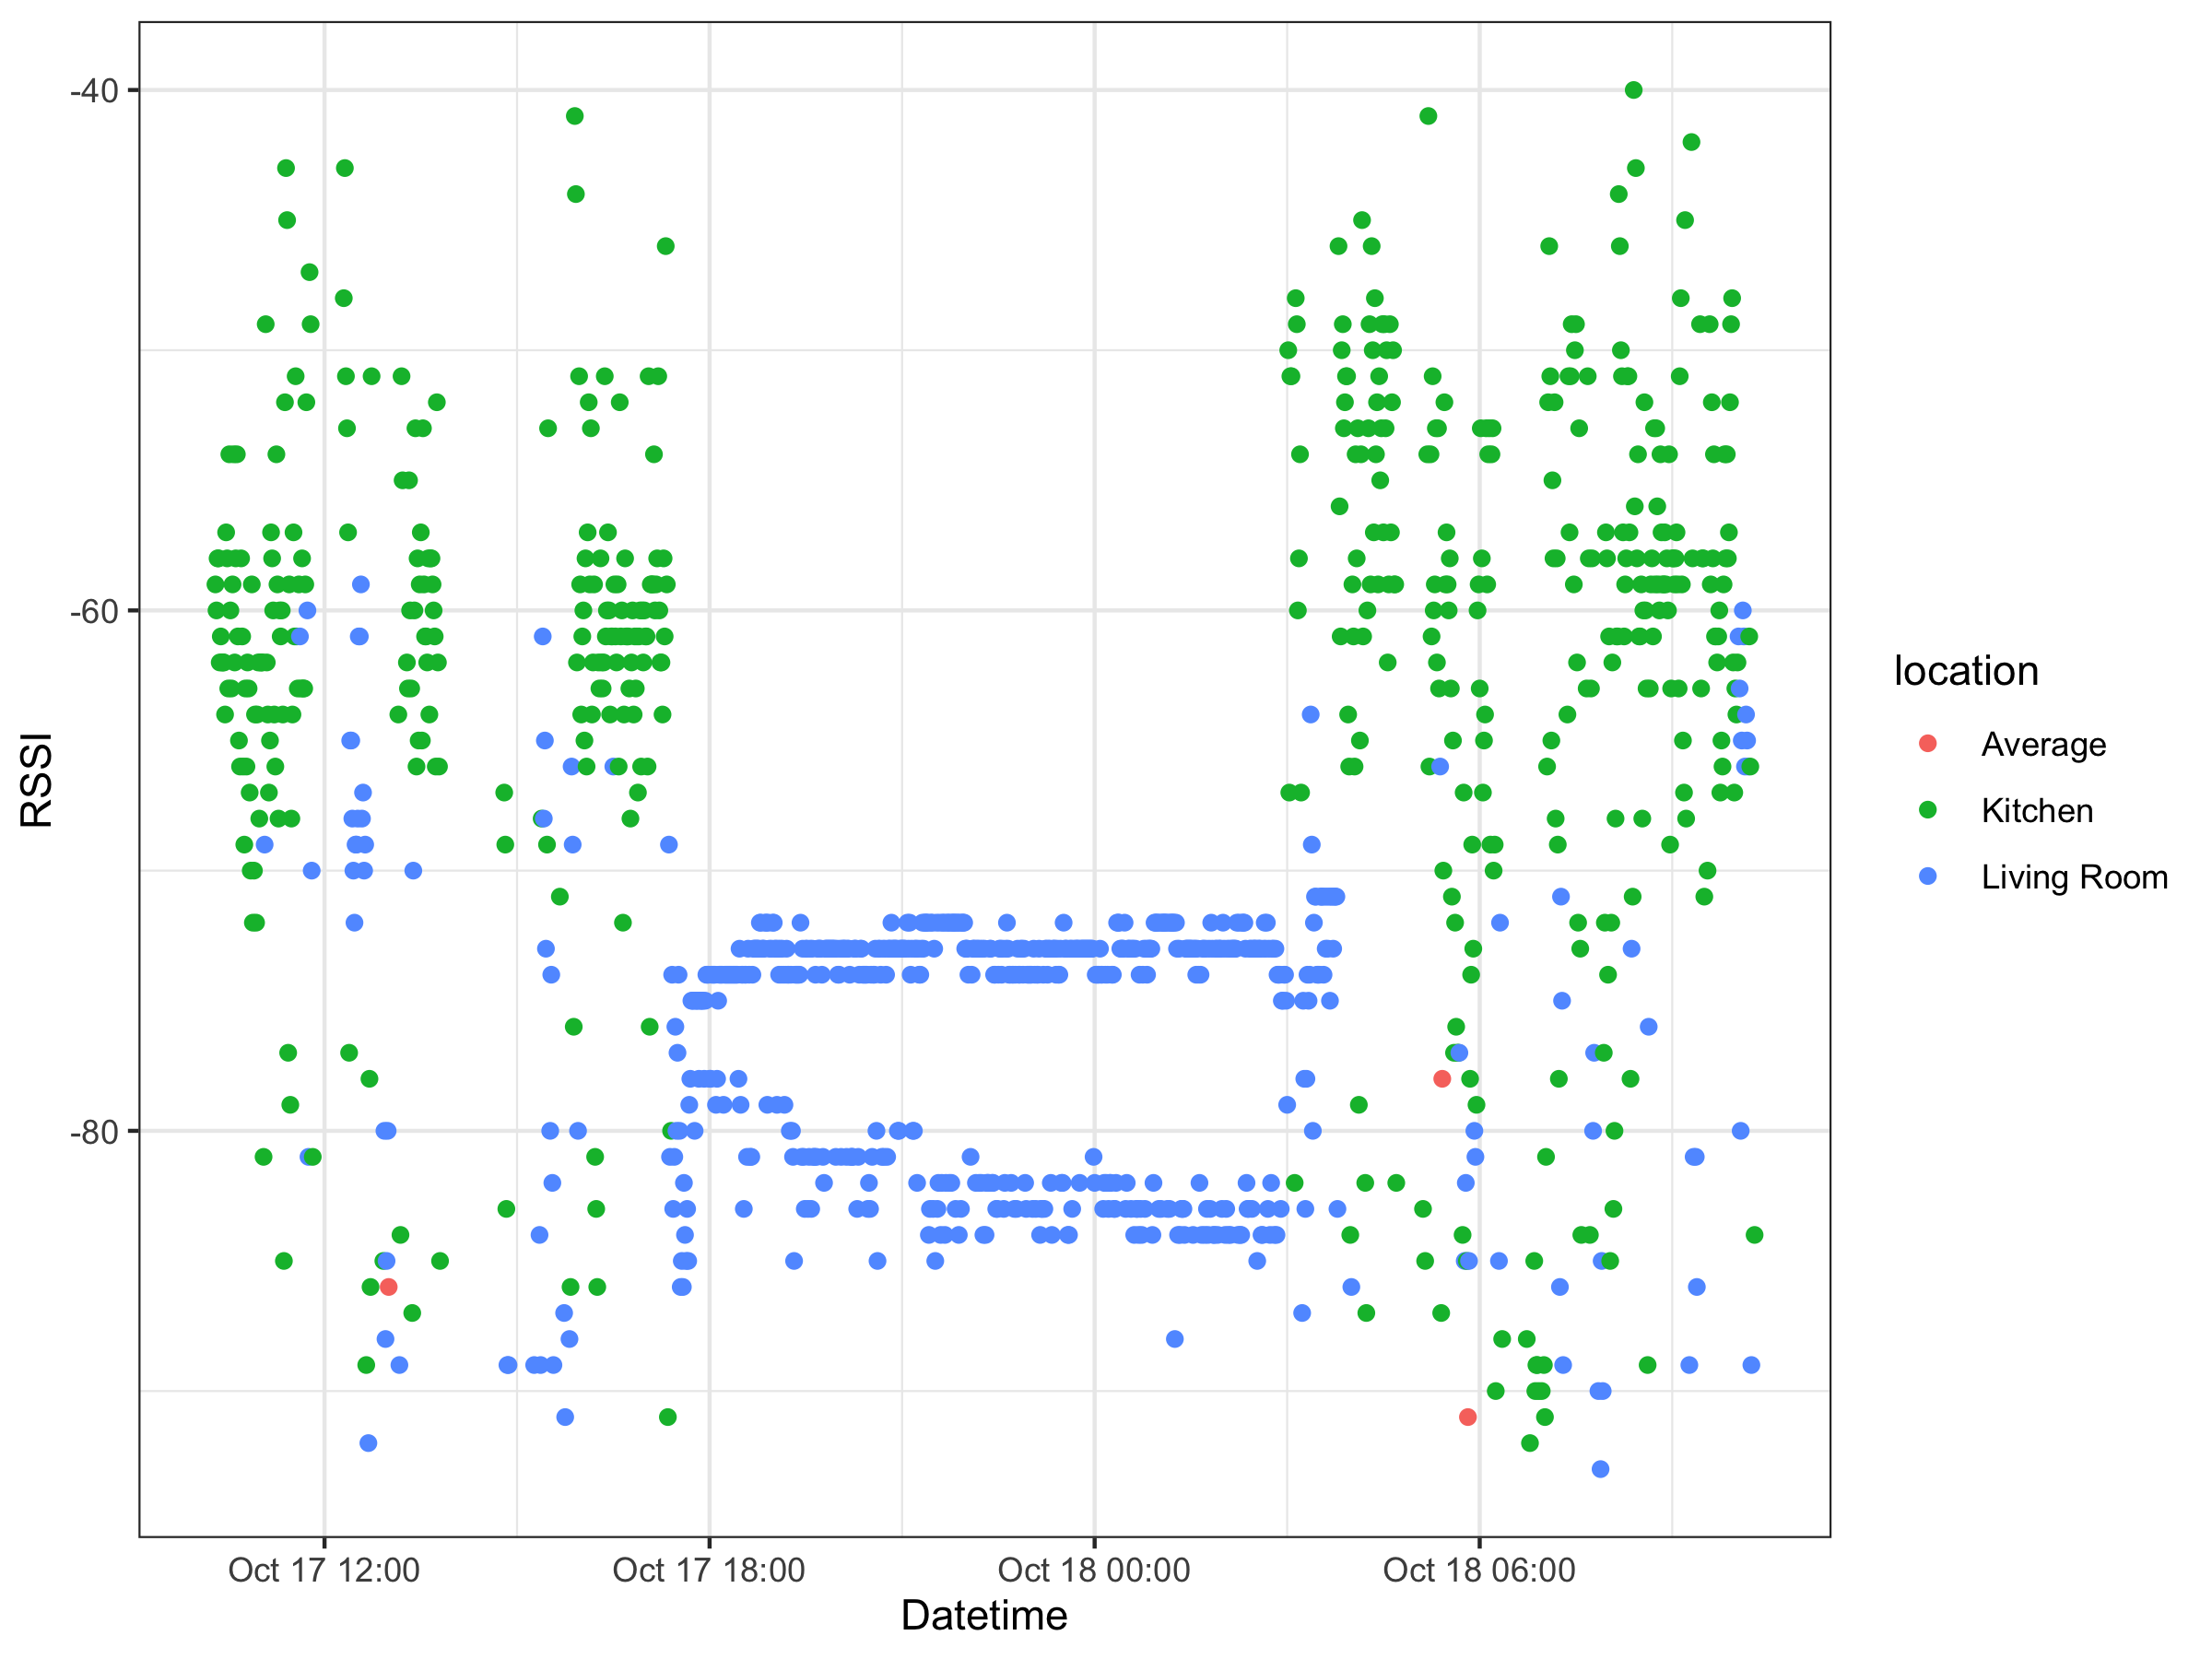 -40
-60
-80
RSSI
Oct 17 12:00
Oct 17 18:00
Oct 18 00:00
Oct 18 06:00
Datetime
location
Average
Kitchen
Living Room